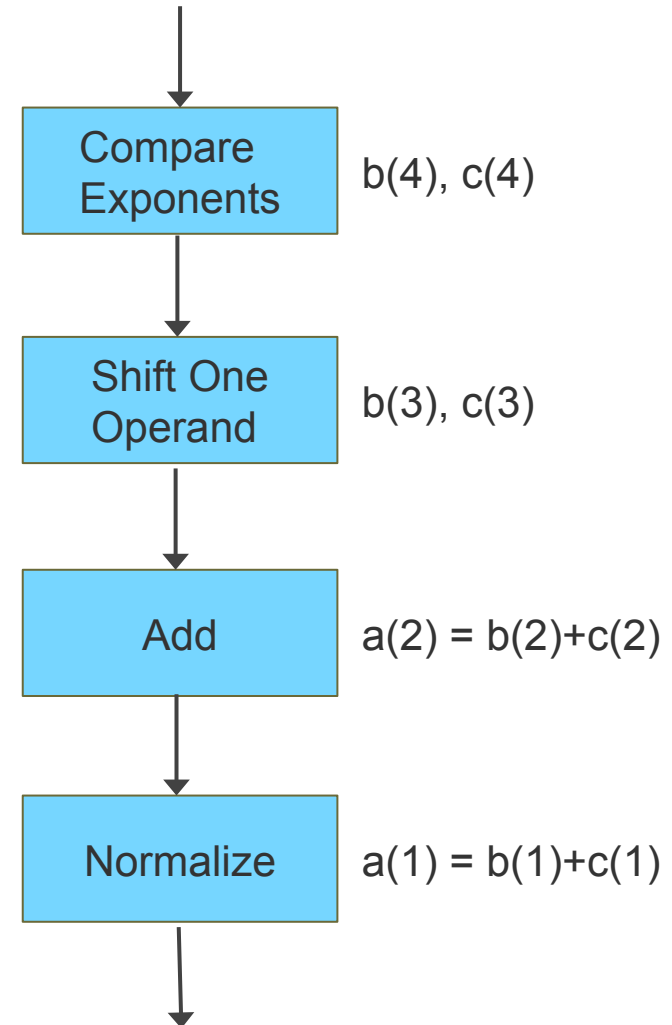 Compare
Exponents
b(4), c(4)
Shift One
Operand
b(3), c(3)
Add
a(2) = b(2)+c(2)
Normalize
a(1) = b(1)+c(1)